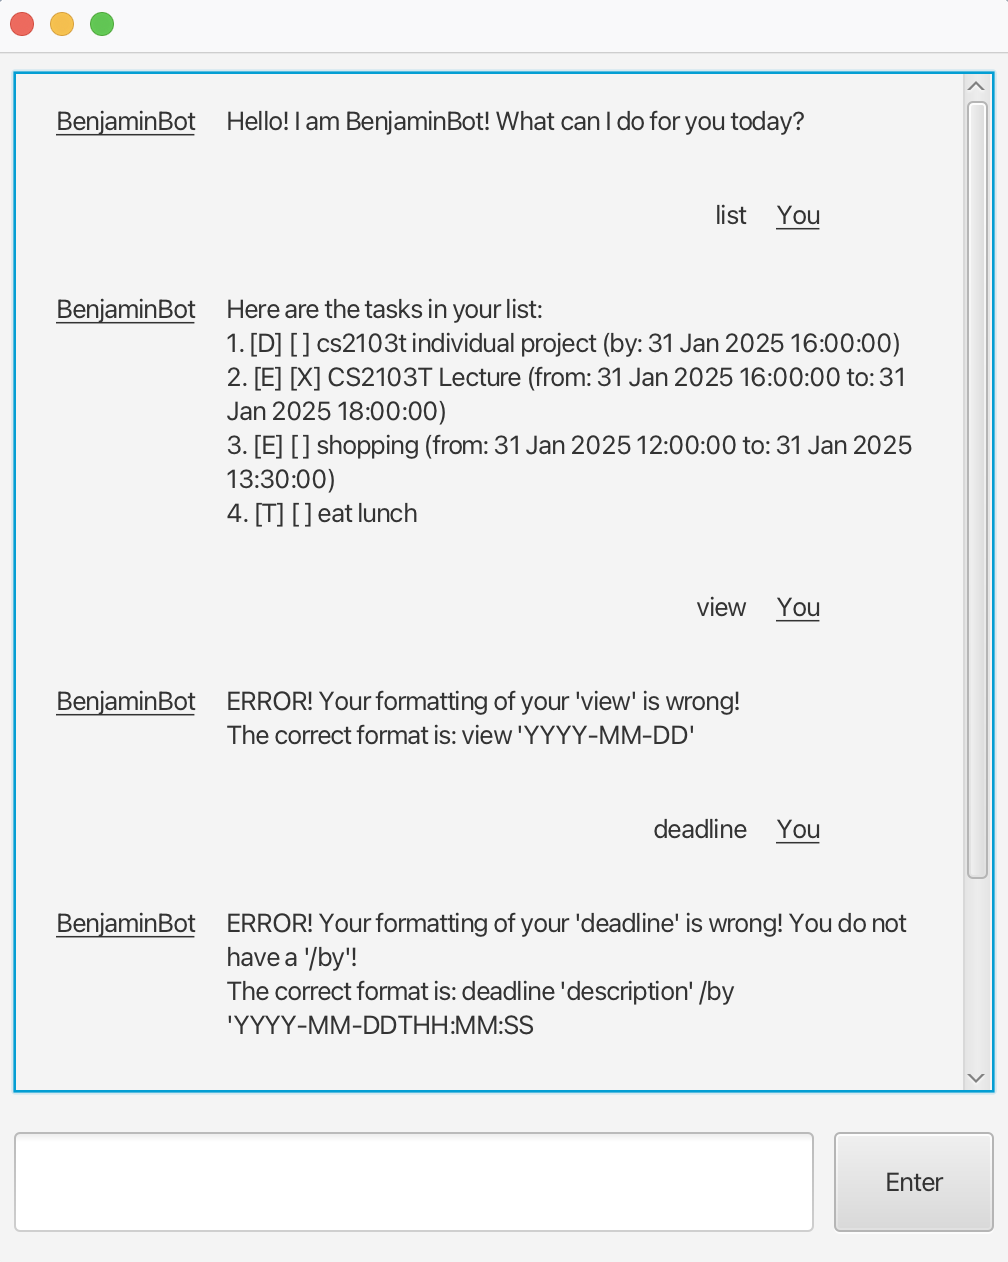 BenjaminBot Hello! I am BenjaminBot! What can I do for you today?
list You
BenjaminBot Here are the tasks in your list:
1. [D] [ ] cs2103t individual project (by: 31 Jan 2025 16:00:00)
2. [E] [X] CS2103T Lecture (from: 31 Jan 2025 16:00:00 to: 31
Jan 2025 18:00:00)
3. [E] [ ] shopping (from: 31 Jan 2025 12:00:00 to: 31 Jan 2025
13:30:00)
4. [T] [ ] eat lunch
view You
BenjaminBot ERROR! Your formatting of your 'view' is wrong!
The correct format is: view 'YYYY-MM-DD'
deadline You
BenjaminBot ERROR! Your formatting of your 'deadline' is wrong! You do not
have a '/by'!
The correct format is: deadline 'description' /by
'YYYY-MM-DDTHH:MM:SS
Enter